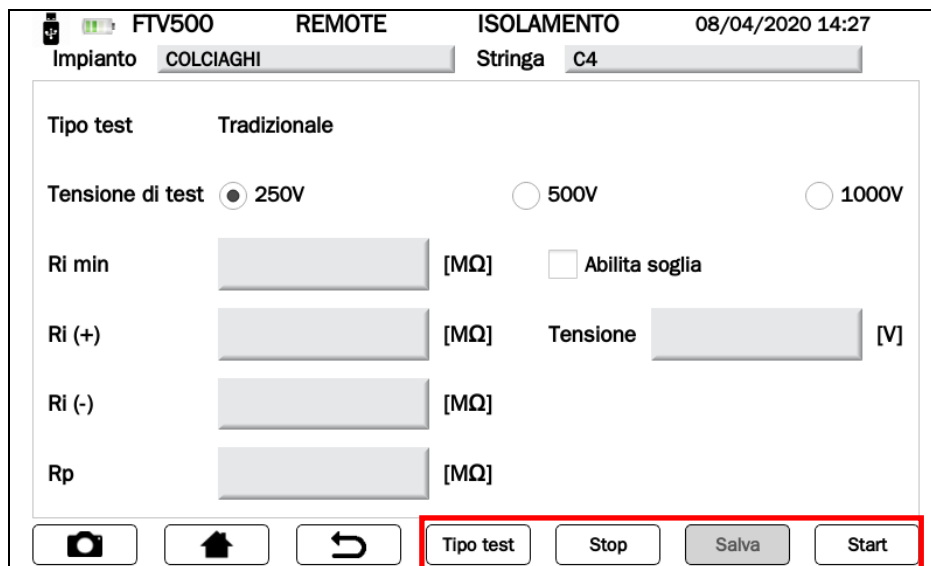 FTV500 REMOTE ISOLAMENTO 08/04/2020 14:27
Impianto COLCIAGHI Stringa C4
Tipo test Tradizionale
Tensione di test 250V 500V 1000V
Ri min [MΩ] Abilita soglia
Ri (+) [MΩ] Tensione [V]
Ri (-) [MΩ]
Rp [MΩ]
Tipo test Stop Salva Start